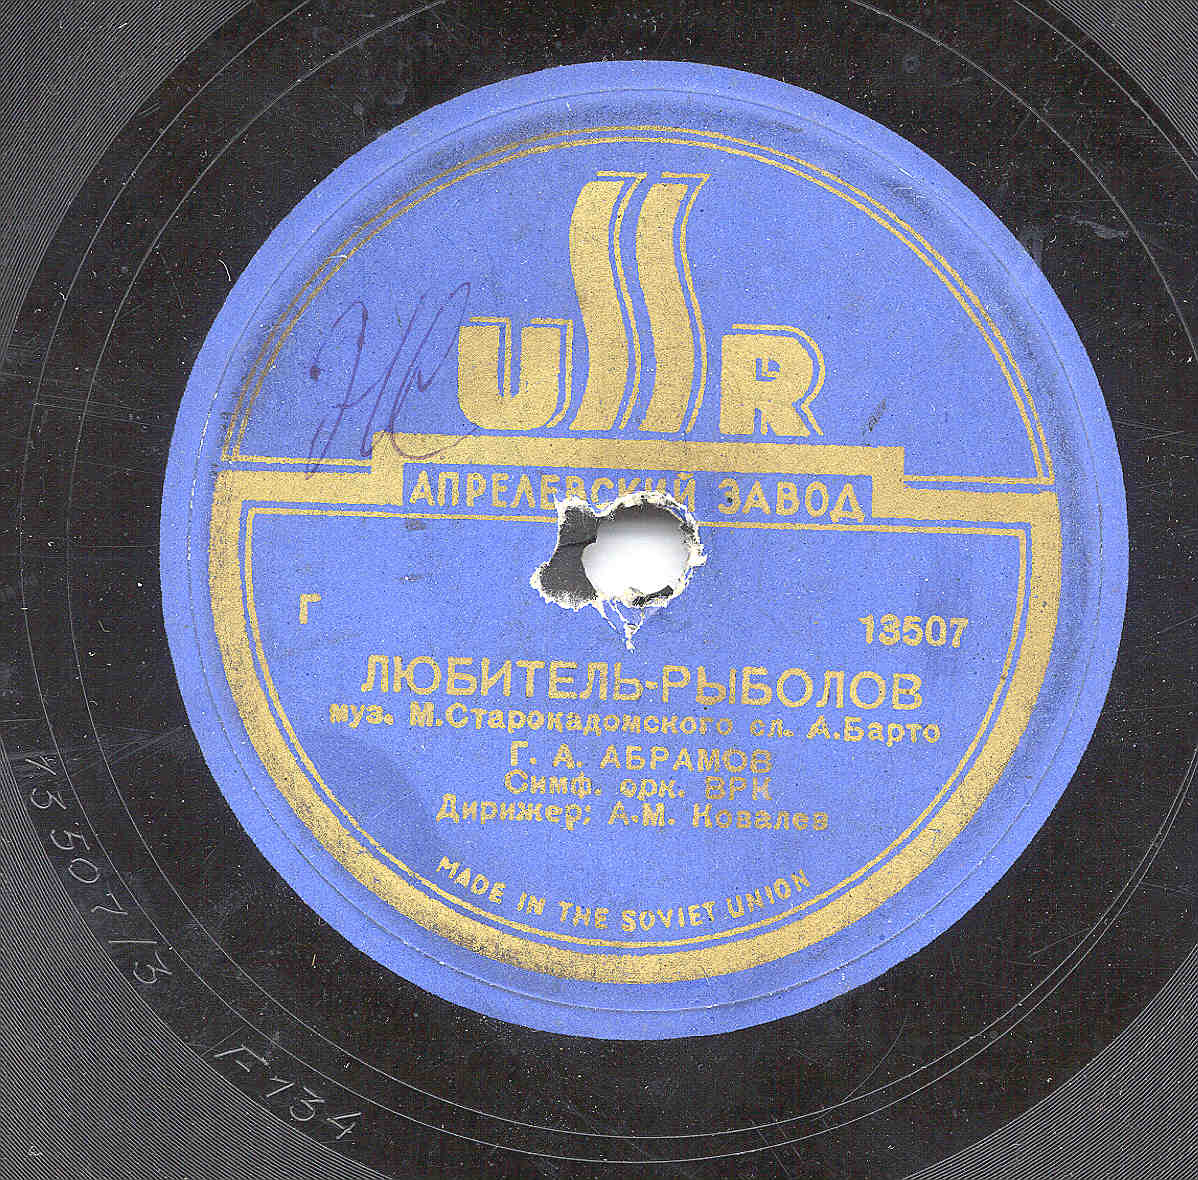 USSR
АПРЕЛЕВСКИЙ ЗАВОД
Г
13507
ЛЮБИТЕЛЬ-РЫБОЛОВ
муз. М.Старокадомского сл. А.Барто
Г. А. АБРАМОВ
Симф. орк. ВРК
Дирижер: А.М. Ковалев
MADE IN THE SOVIET UNION
13507/3
F134